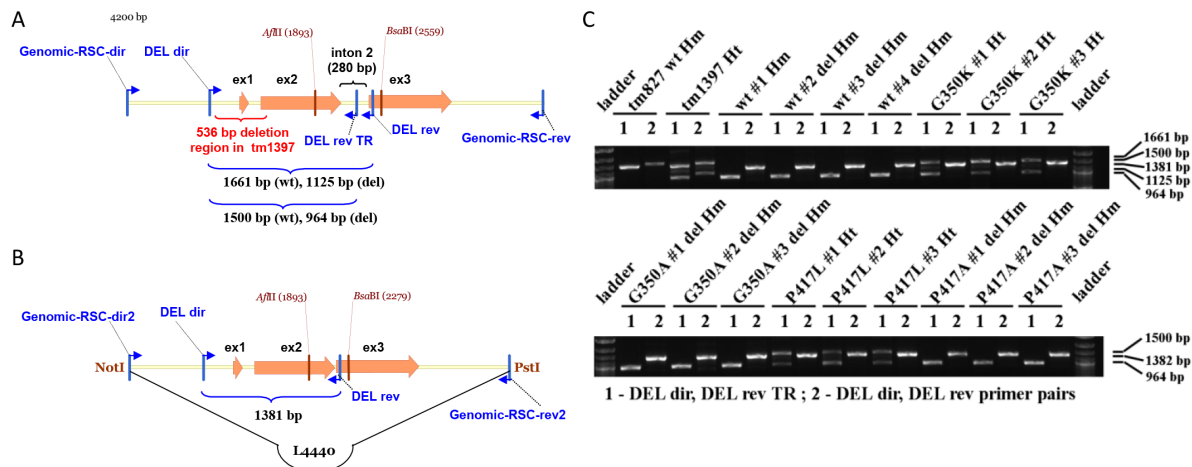 A
4200 bp
AflII (1893)
BsaBI (2559)
Genomic-RSC-dir
DEL dir
inton 2
(280 bp)
ex1
ex2
ex3
536 bp deletion
region in tm1397
DEL rev TR
DEL rev
Genomic-RSC-rev
1661 bp (wt), 1125 bp (del)
1500 bp (wt), 964 bp (del)
B
AflII (1893)
BsaBI (2279)
Genomic-RSC-dir2
DEL dir
ex1
ex2
ex3
NotI
PstI
DEL rev
1381 bp
Genomic-RSC-rev2
L4440
C
ladder
tm827 wt Hm
tm1397 Ht
wt #1 Hm
wt #2 del Hm
wt #3 del Hm
wt #4 del Hm
G350K #1 Ht
G350K #2 Ht
G350K #3 Ht
ladder
1 2 1 2 1 2 1 2 1 2 1 2 1 2 1 2 1 2
1661 bp
1500 bp
1381 bp
1125 bp
964 bp
ladder
G350A #1 del Hm
G350A #2 del Hm
G350A #3 del Hm
P417L #1 Ht
P417L #2 Ht
P417L #3 Ht
P417A #1 del Hm
P417A #2 del Hm
P417A #3 del Hm
ladder
1 2 1 2 1 2 1 2 1 2 1 2 1 2 1 2 1 2
1500 bp
1382 bp
964 bp
1 - DEL dir, DEL rev TR ; 2 - DEL dir, DEL rev primer pairs